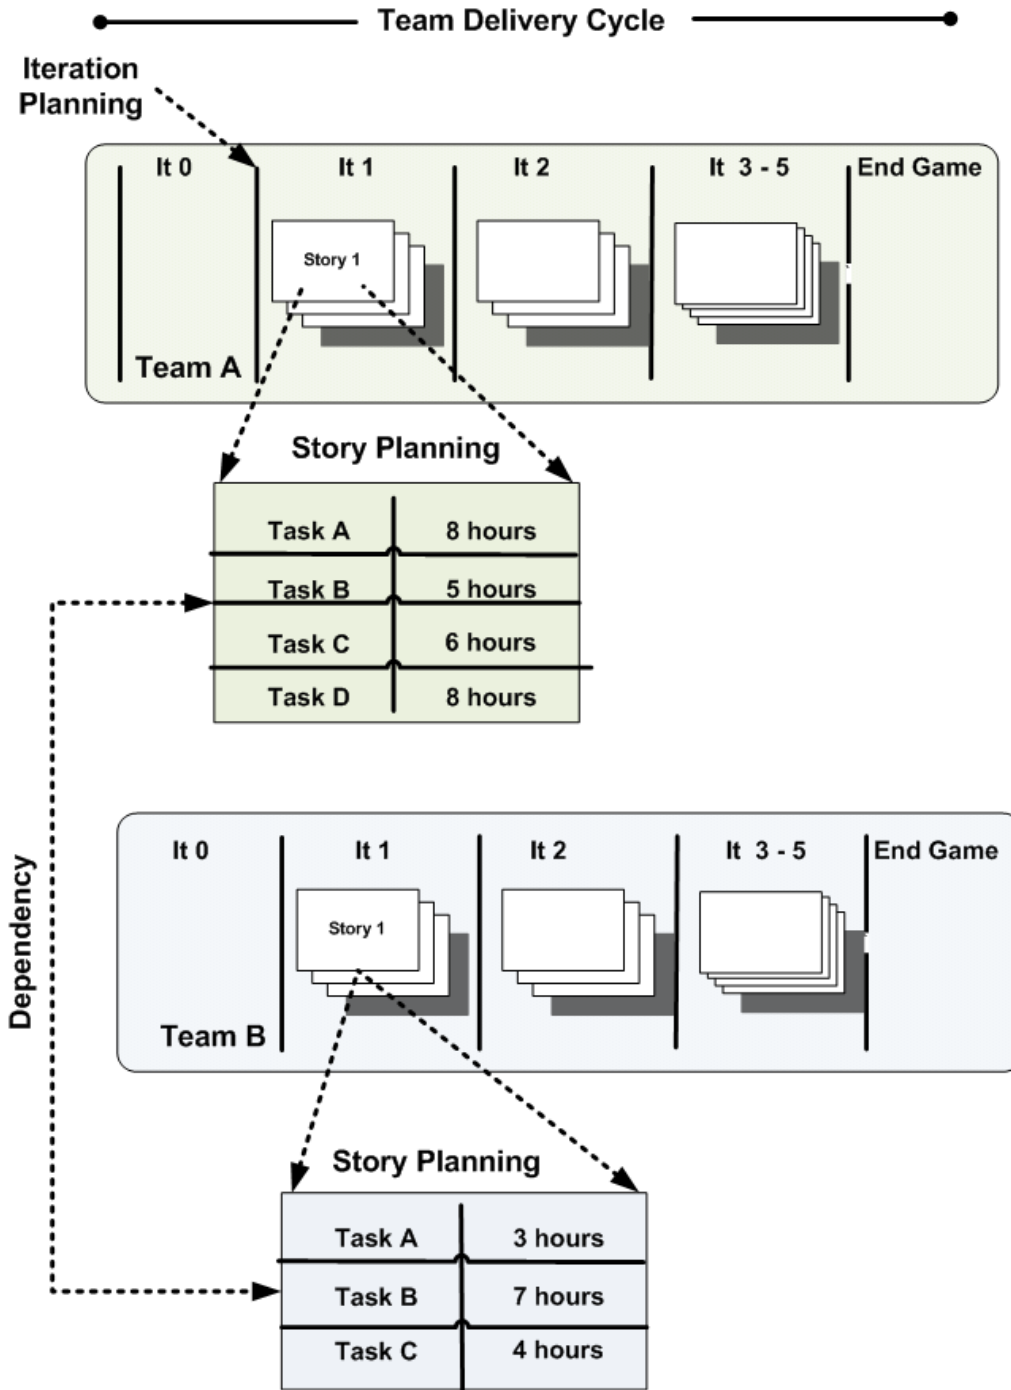 Team Delivery Cycle
Iteration
Planning
It 0
It 1
It 2
It 3 - 5
End Game
Story 1
Team A
Story Planning
Task A 8 hours
Task B 5 hours
Task C 6 hours
Task D 8 hours
Dependency
It 0
It 1
It 2
It 3 - 5
End Game
Story 1
Team B
Story Planning
Task A 3 hours
Task B 7 hours
Task C 4 hours